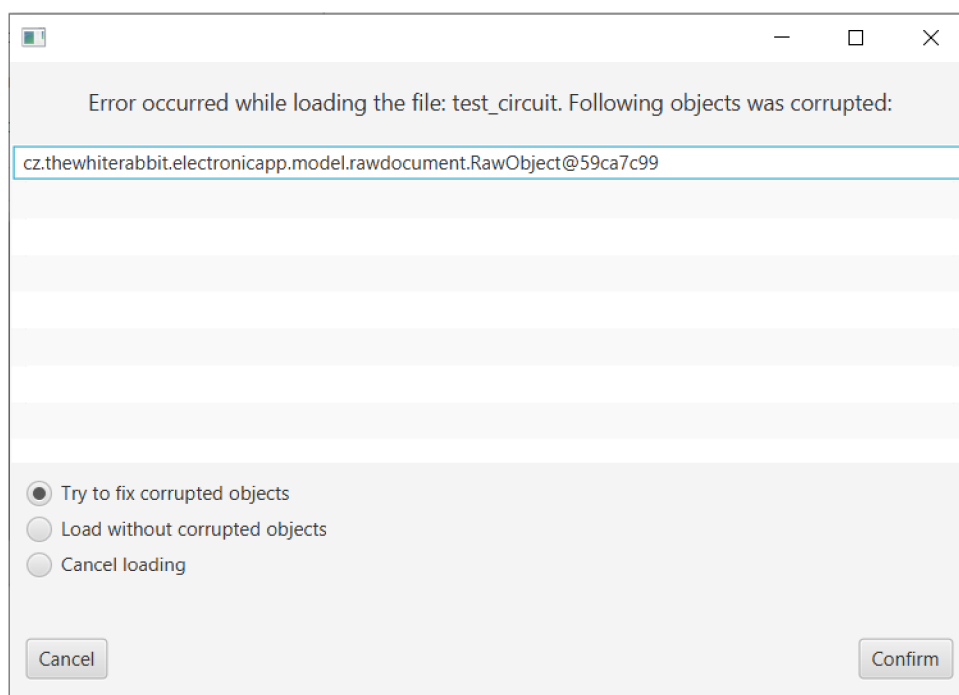 Error occurred while loading the file: test_circuit. Following objects was corrupted:
cz.thewhiterabbit.electronicapp.model.rawdocument.RawObject@59ca7c99
Try to fix corrupted objects
Load without corrupted objects
Cancel loading
Cancel Confirm